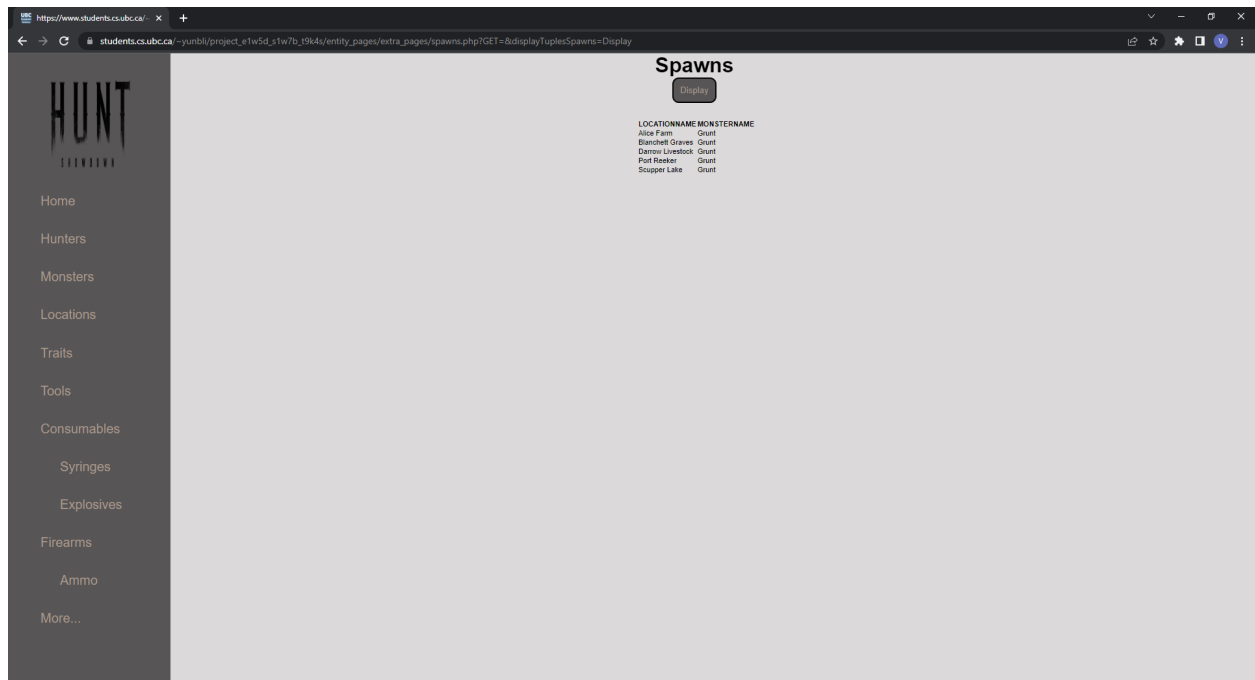 https://www.students.cs.ubc.ca/~
students.cs.ubc.ca/~yunbli/project_e1w5d_s1w7b_t9k4s/entity_pages/extra_pages/spawns.php?GET=&displayTuplesSpawns=Display
V
HUNT
SHOWDOWN
Home
Hunters
Monsters
Locations
Traits
Tools
Consumables
Syringes
Explosives
Firearms
Ammo
More...
Spawns
Display
LOCATIONNAME MONSTERNAME
Alice Farm Grunt
Blanchett Graves Grunt
Darrow Livestock Grunt
Port Reeker Grunt
Scupper Lake Grunt